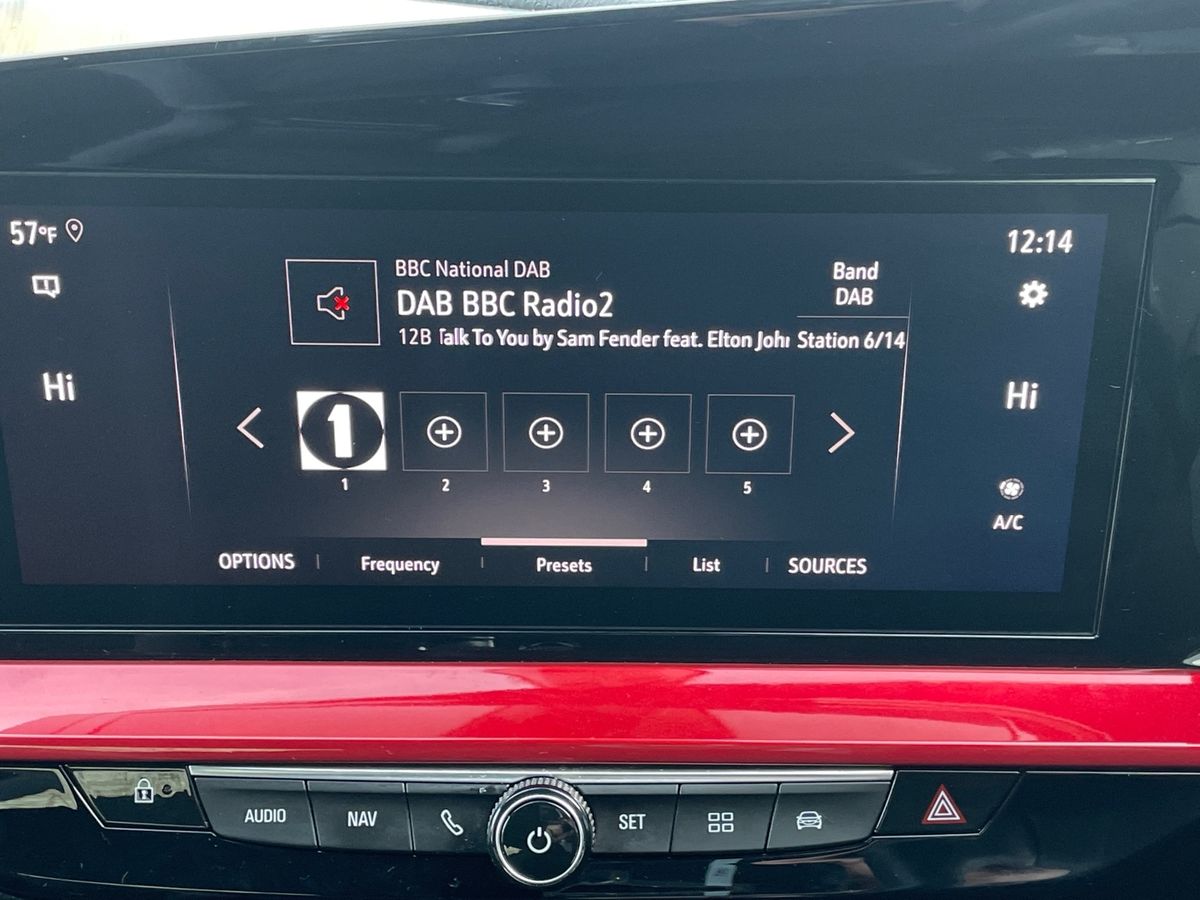 57°F
12:14
BBC National DAB
DAB BBC Radio2
12B Talk To You by Sam Fender feat. Elton Joh
Band
DAB
Station 6/14
Hi
Hi
1
1
2
3
4
5
A/C
OPTIONS
Frequency
Presets
List
SOURCES
AUDIO
NAV
SET